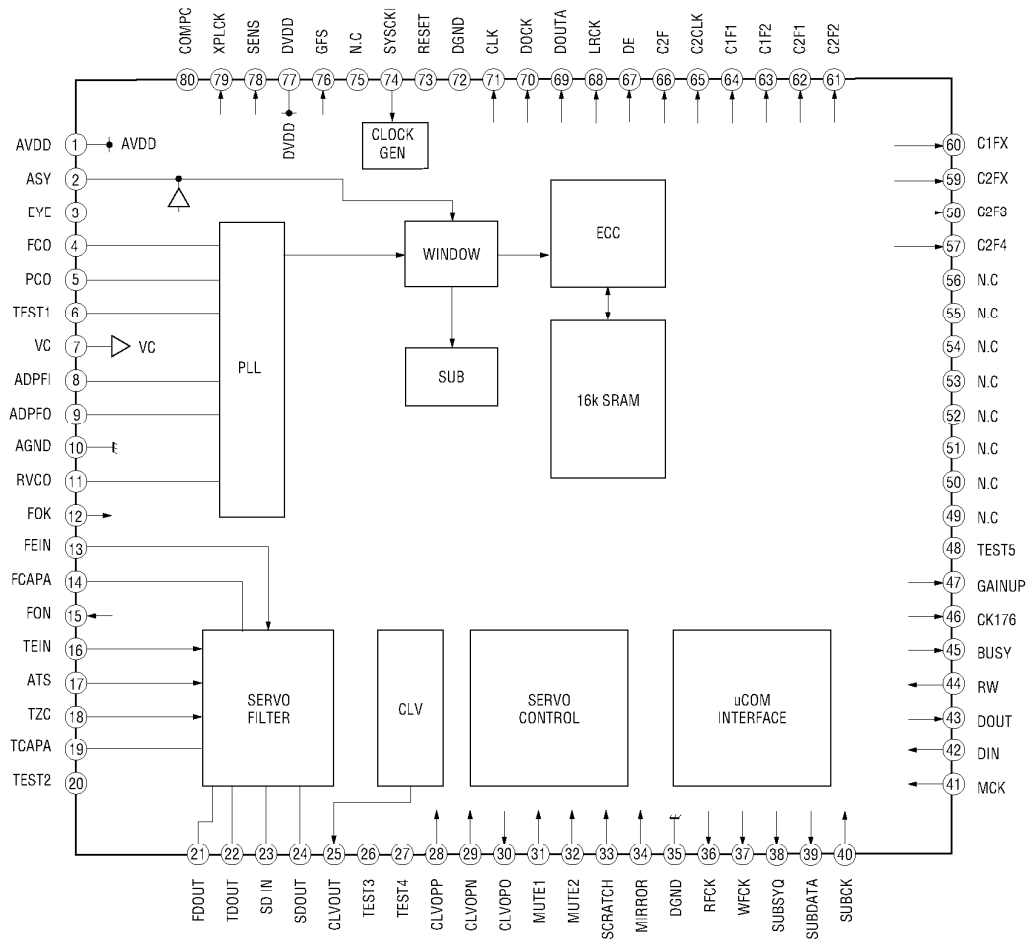 COMPC
XPLCK
SENS
DVDD
GFS
N.C
SYSCKI
RESET
DGND
CLK
DOCK
DOUTA
LRCK
DE
C2F
C2CLK
C1F1
C1F2
C2F1
C2F2
80
79
78
77
76
75
74
73
72
71
70
69
68
67
66
65
64
63
62
61
DVDD
CLOCK
GEN
AVDD 1 AVDD
ASY 2
EYE 3
FCO 4
PCO 5
TEST1 6
VC 7 VC
ADPFI 8
ADPFO 9
AGND 10
RVCO 11
FOK 12
FEIN 13
FCAPA 14
FON 15
TEIN 16
ATS 17
TZC 18
TCAPA 19
TEST2 20
PLL
WINDOW
SUB
ECC
16k SRAM
SERVO
FILTER
CLV
SERVO
CONTROL
uCOM
INTERFACE
60 C1FX
59 C2FX
58 C2F3
57 C2F4
56 N.C
55 N.C
54 N.C
53 N.C
52 N.C
51 N.C
50 N.C
49 N.C
48 TEST5
47 GAINUP
46 CK176
45 BUSY
44 RW
43 DOUT
42 DIN
41 MCK
21
22
23
24
25
26
27
28
29
30
31
32
33
34
35
36
37
38
39
40
FDOUT
TDOUT
SD IN
SDOUT
CLVOUT
TEST3
TEST4
CLVOPP
CLVOPN
CLVOPO
MUTE1
MUTE2
SCRATCH
MIRROR
DGND
RFCK
WFCK
SUBSYQ
SUBDATA
SUBCK